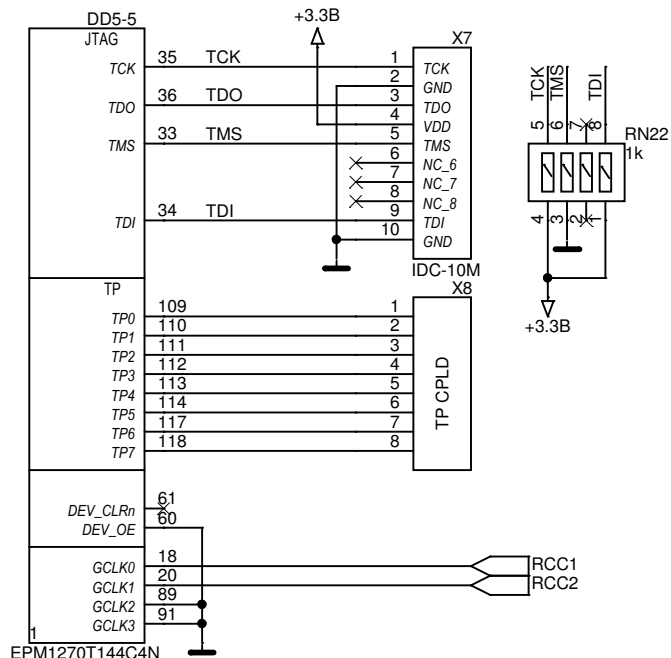 DD5-5
+3.3В
JTAG
X7
TCK 35 TCK 1 TCK
2 GND
TDO 36 TDO 3 TDO
4 VDD
TMS 33 TMS 5 TMS
6 NC_6
7 NC_7
8 NC_8
TDI 34 TDI 9 TDI
10 GND
IDC-10M
TCK
TMS
TDI
5 6 7 8
RN22
1k
4 3 2 1
+3.3В
TP
X8
TP0 109 1
TP1 110 2
TP2 111 3
TP3 112 4
TP4 113 5
TP5 114 6
TP6 117 7
TP7 118 8
TP CPLD
DEV_CLRn 61
DEV_OE 60
GCLK0 18 RCC1
GCLK1 20 RCC2
GCLK2 89
GCLK3 91
1
EPM1270T144C4N